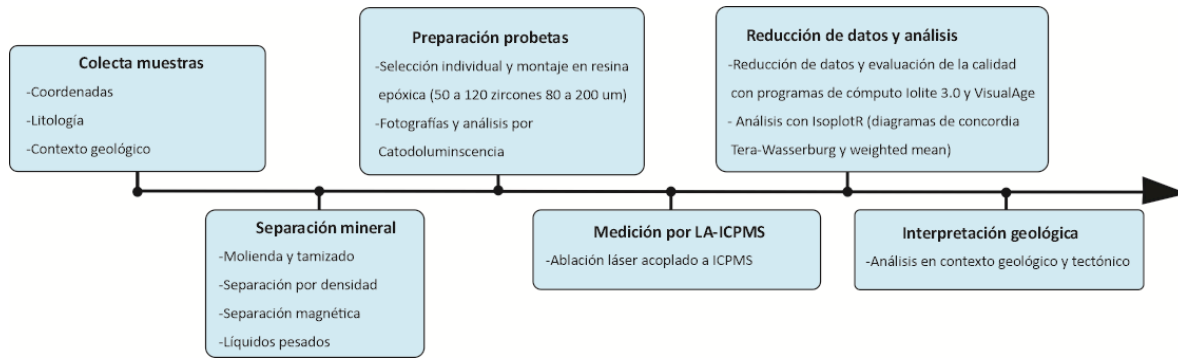 Colecta muestras
-Coordenadas
-Litología
-Contexto geológico
Separación mineral
-Molienda y tamizado
-Separación por densidad
-Separación magnética
-Líquidos pesados
Preparación probetas
-Selección individual y montaje en resina
epóxica (50 a 120 zircones 80 a 200 um)
-Fotografías y análisis por
Catodoluminscencia
Medición por LA-ICPMS
-Ablación láser acoplado a ICPMS
Reducción de datos y análisis
-Reducción de datos y evaluación de la calidad
con programas de cómputo Iolite 3.0 y VisualAge
- Análisis con IsoplotR (diagramas de concordia
Tera-Wasserburg y weighted mean)
Interpretación geológica
-Análisis en contexto geológico y tectónico